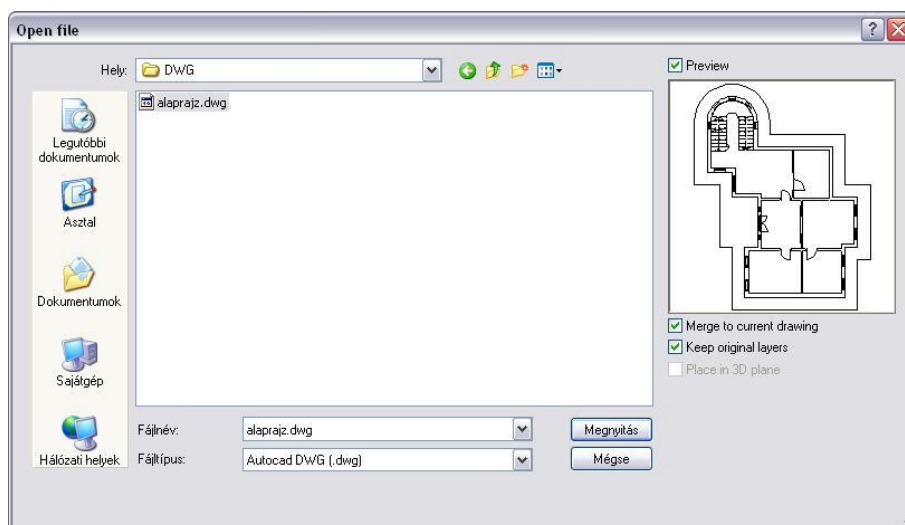 Open file
Hely:
DWG
Preview
alaprajz.dwg
Legutóbbi
dokumentumok
Asztal
Dokumentumok
Sajátgép
Hálózati helyek
Merge to current drawing
Keep original layers
Place in 3D plane
Fájlnév:
alaprajz.dwg
Megnyitás
Fájltípus:
Autocad DWG (.dwg)
Mégse